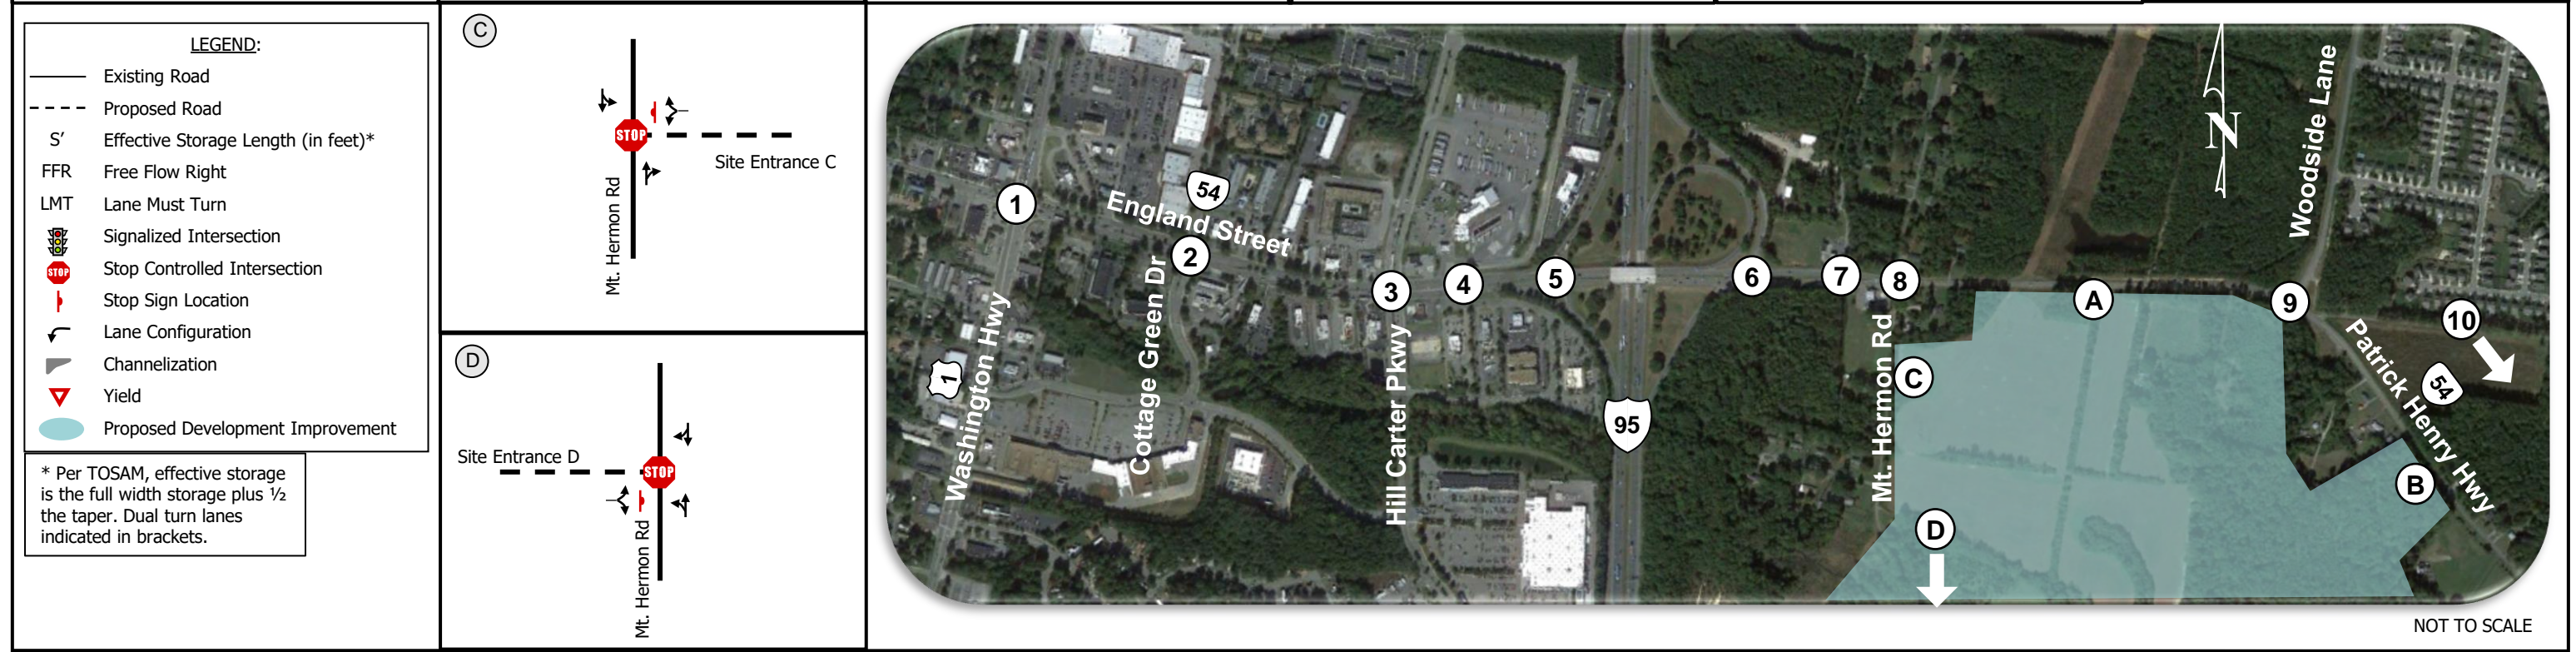 LEGEND:
Existing Road
Proposed Road
S' Effective Storage Length (in feet)*
FFR Free Flow Right
LMT Lane Must Turn
Signalized Intersection
STOP Stop Controlled Intersection
Stop Sign Location
Lane Configuration
Channelization
Yield
Proposed Development Improvement
* Per TOSAM, effective storage
is the full width storage plus ½
the taper. Dual turn lanes
indicated in brackets.
C
STOP
Site Entrance C
Mt. Hermon Rd
D
Site Entrance D
STOP
Mt. Hermon Rd
1
2
3
4
5
6
7
8
9
10
A
B
C
D
54
England Street
Washington Hwy
1
Cottage Green Dr
Hill Carter Pkwy
95
Mt. Hermon Rd
N
Woodside Lane
Patrick Henry Hwy
54
NOT TO SCALE